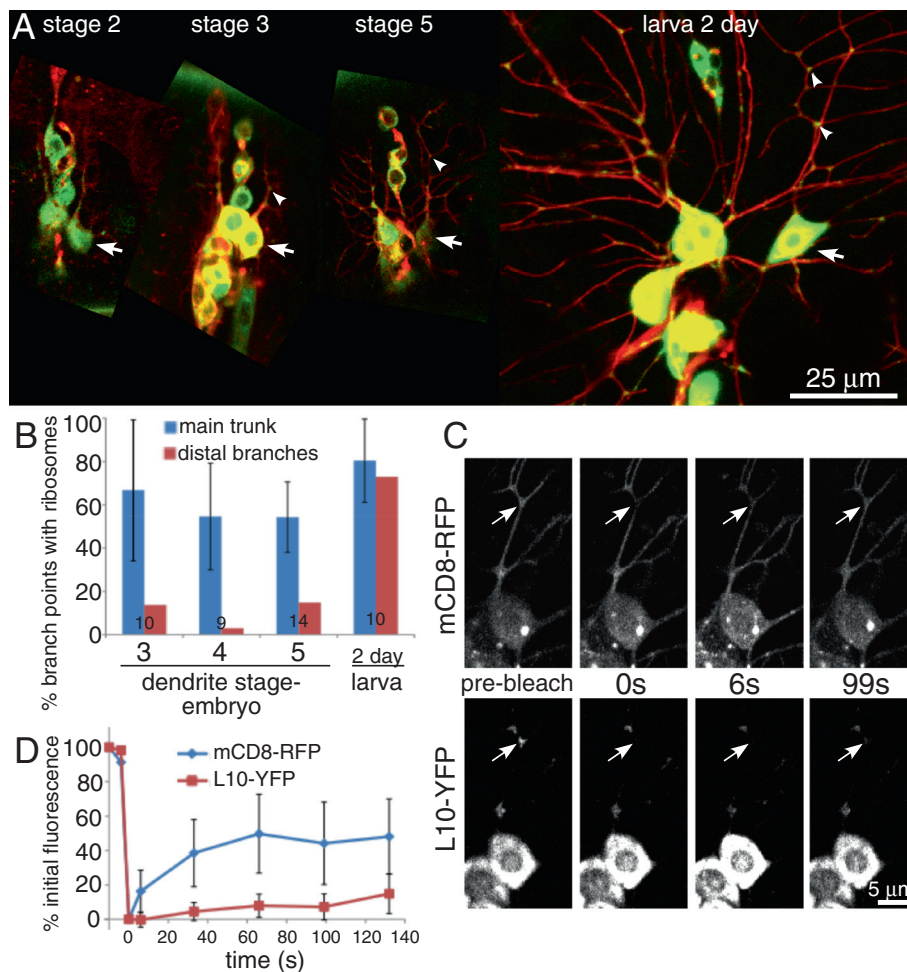 A
stage 2
stage 3
stage 5
larva 2 day
25 μm
B
% branch points with ribosomes
100
80
60
40
20
0
main trunk
distal branches
10
9
14
10
3
4
5
2 day
dendrite stage-
embryo
larva
C
mCD8-RFP
pre-bleach
0s
6s
99s
L10-YFP
5 μm
D
% initial fluorescence
100
80
60
40
20
0
mCD8-RFP
L10-YFP
0
20
40
60
80
100
120
140
time (s)